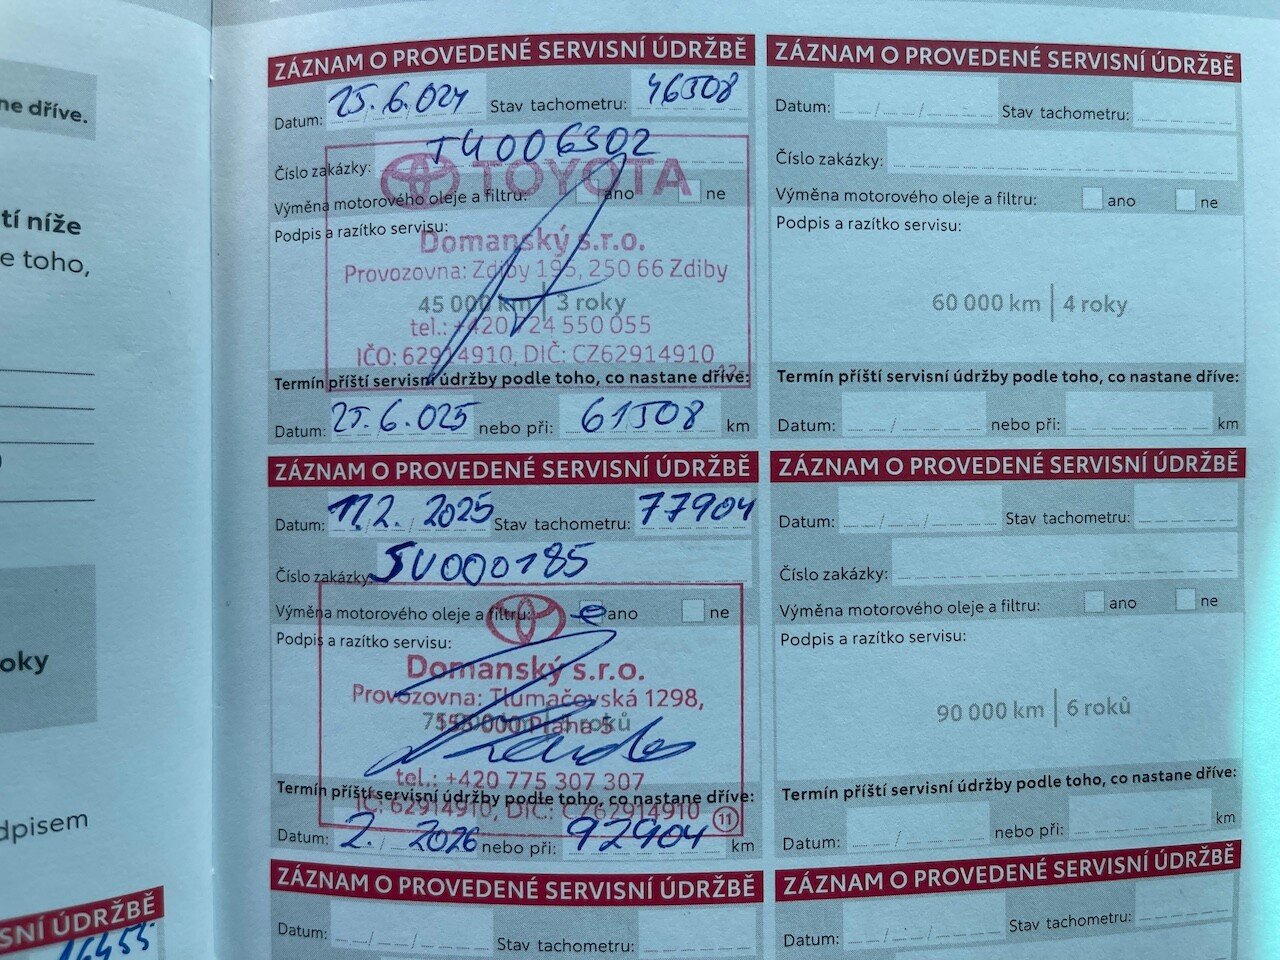 ne dříve.
tí níže
e toho,
oky
dpisem
SNÍ ÚDRŽBĚ
16455
ZÁZNAM O PROVEDENÉ SERVISNÍ ÚDRŽBĚ
Datum: 25.6.024 Stav tachometru: 46508
Číslo zakázky: T4006302
TOYOTA
Výměna motorového oleje a filtru: ano ne
Podpis a razítko servisu:
Domanský s.r.o.
Provozovna: Zdiby 195, 250 66 Zdiby
45 000 km | 3 roky
tel.: +420 724 550 055
IČO: 62914910, DIČ: CZ62914910
12
Termín příští servisní údržby podle toho, co nastane dříve:
Datum: 25.6.025 nebo při: 61508 km
ZÁZNAM O PROVEDENÉ SERVISNÍ ÚDRŽBĚ
Datum: / / Stav tachometru:
Číslo zakázky:
Výměna motorového oleje a filtru: ano ne
Podpis a razítko servisu:
60 000 km | 4 roky
Termín příští servisní údržby podle toho, co nastane dříve:
Datum: / nebo při: km
ZÁZNAM O PROVEDENÉ SERVISNÍ ÚDRŽBĚ
Datum: 17.2. 2025 Stav tachometru: 77904
Číslo zakázky: SU000185
Výměna motorového oleje a filtru: ano ne
Podpis a razítko servisu:
Domanský s.r.o.
Provozovna: Tlumačovská 1298,
155 00 Praha 5
tel.: +420 775 307 307
Termín příští servisní údržby podle toho, co nastane dříve:
IČ: 62914910, DIČ: CZ62914910
11
Datum: 2. 2026 nebo při: 92904 km
ZÁZNAM O PROVEDENÉ SERVISNÍ ÚDRŽBĚ
Datum: / / Stav tachometru:
Číslo zakázky:
Výměna motorového oleje a filtru: ano ne
Podpis a razítko servisu:
90 000 km | 6 roků
Termín příští servisní údržby podle toho, co nastane dříve:
Datum: / nebo při: km
ZÁZNAM O PROVEDENÉ SERVISNÍ ÚDRŽBĚ
Datum: / / Stav tachometru:
ZÁZNAM O PROVEDENÉ SERVISNÍ ÚDRŽBĚ
Datum: / / Stav tachometru: